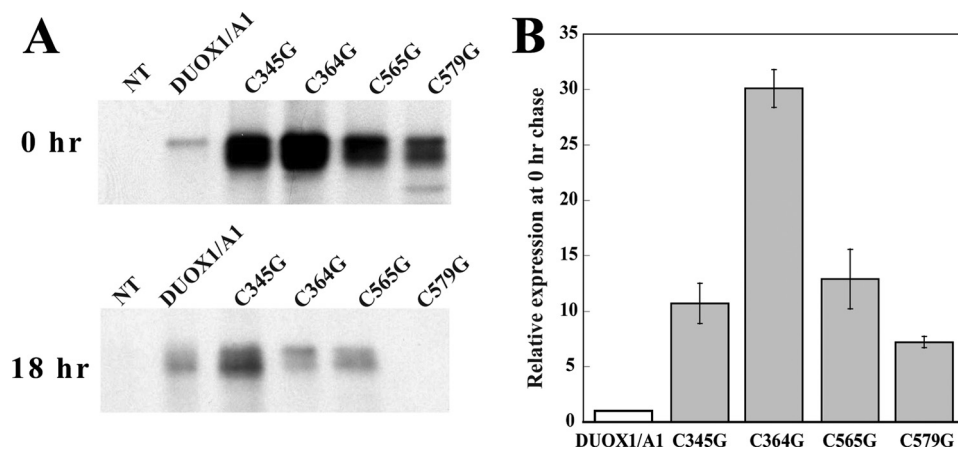 A
NT DUOX1/A1 C345G C364G C565G C579G
0 hr
NT DUOX1/A1 C345G C364G C565G C579G
18 hr
B
Relative expression at 0 hr chase
35
30
25
20
15
10
5
0
DUOX1/A1 C345G C364G C565G C579G